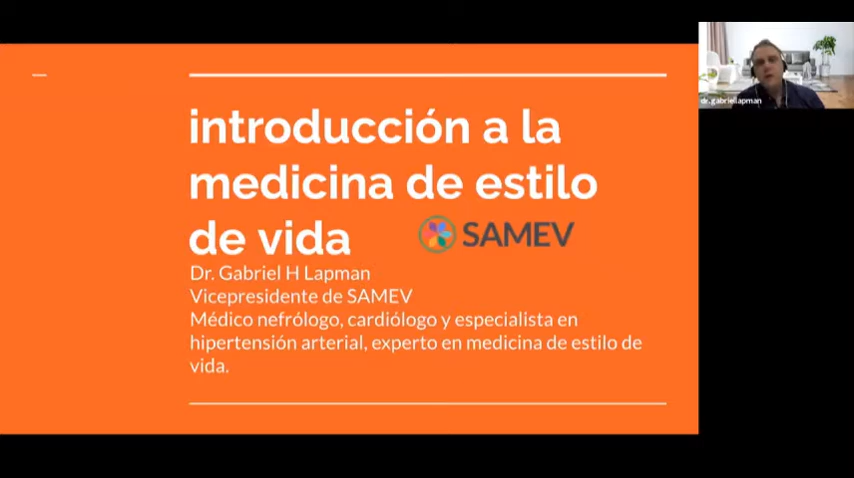 introducción a la
medicina de estilo
de vida
SAMEV
Dr. Gabriel H Lapman
Vicepresidente de SAMEV
Médico nefrólogo, cardiólogo y especialista en
hipertensión arterial, experto en medicina de estilo de
vida.
dr.gabriellapman